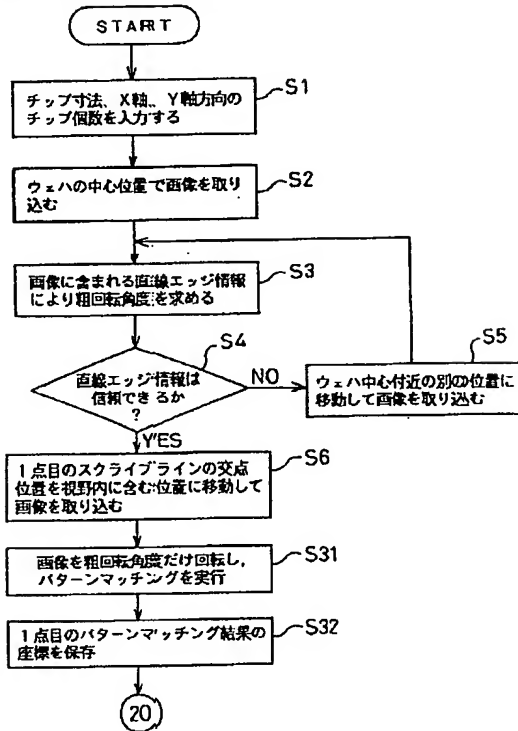 START
S1
チップ寸法、X軸、Y軸方向の
チップ個数を入力する
S2
ウェハの中心位置で画像を取り
込む
S3
画像に含まれる直線エッジ情報
により粗回転角度を求める
S4
直線エッジ情報は
信頼できるか
?
NO
YES
S5
ウェハ中心付近の別の位置に
移動して画像を取り込む
S6
1点目のスクライブラインの交点
位置を視野内に含む位置に移動して
画像を取り込む
S31
画像を粗回転角度だけ回転し,
パターンマッチングを実行
S32
1点目のパターンマッチング結果の
座標を保存
20